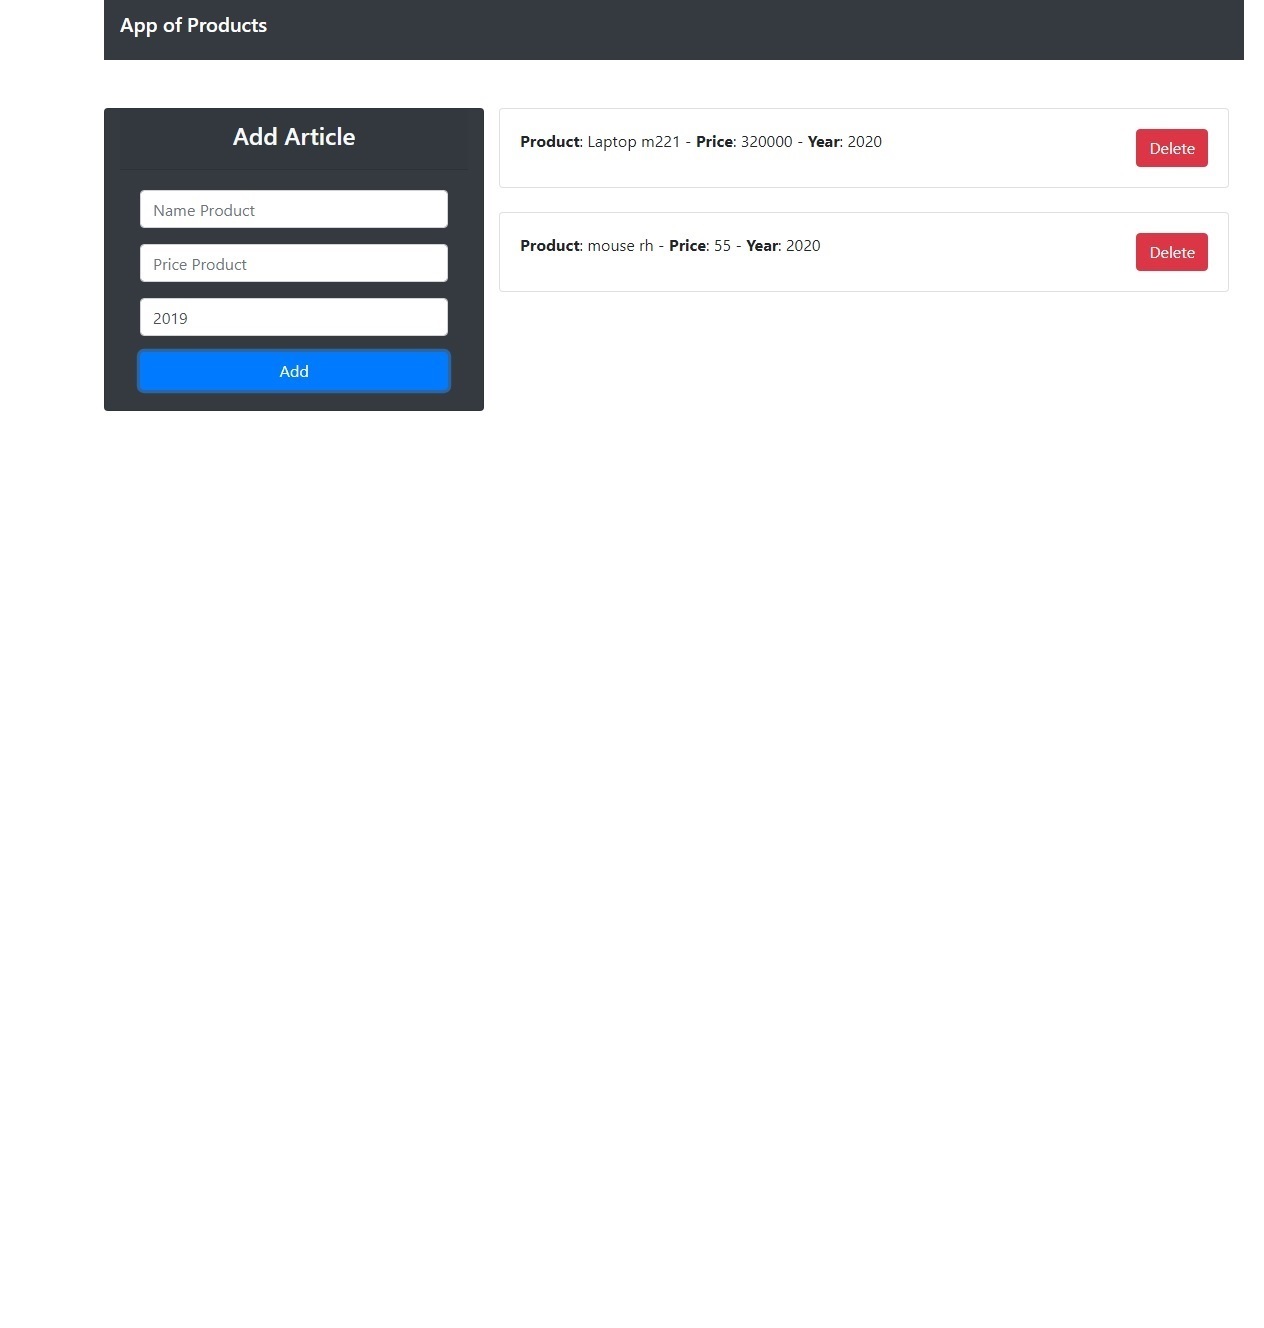 App of Products
Add Article
Name Product
Price Product
2019
Add
Product: Laptop m221 - Price: 320000 - Year: 2020
Delete
Product: mouse rh - Price: 55 - Year: 2020
Delete